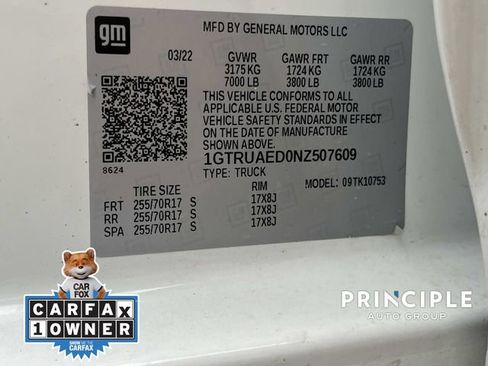 gm
MFD BY GENERAL MOTORS LLC
03/22 GVWR GAWR FRT GAWR RR
3175 KG 1724 KG 1724 KG
7000 LB 3800 LB 3800 LB
THIS VEHICLE CONFORMS TO ALL
APPLICABLE U.S. FEDERAL MOTOR
VEHICLE SAFETY STANDARDS IN EFFECT
ON THE DATE OF MANUFACTURE
SHOWN ABOVE.
1GTRUAED0NZ507609
8624
TYPE: TRUCK MODEL: 09TK10753
TIRE SIZE RIM
FRT 255/70R17 S 17X8J
RR 255/70R17 S 17X8J
SPA 255/70R17 S 17X8J
CAR
FOX
CARFAX
1 OWNER
SHOW ME THE
CARFAX
PRINCIPLE
AUTO GROUP